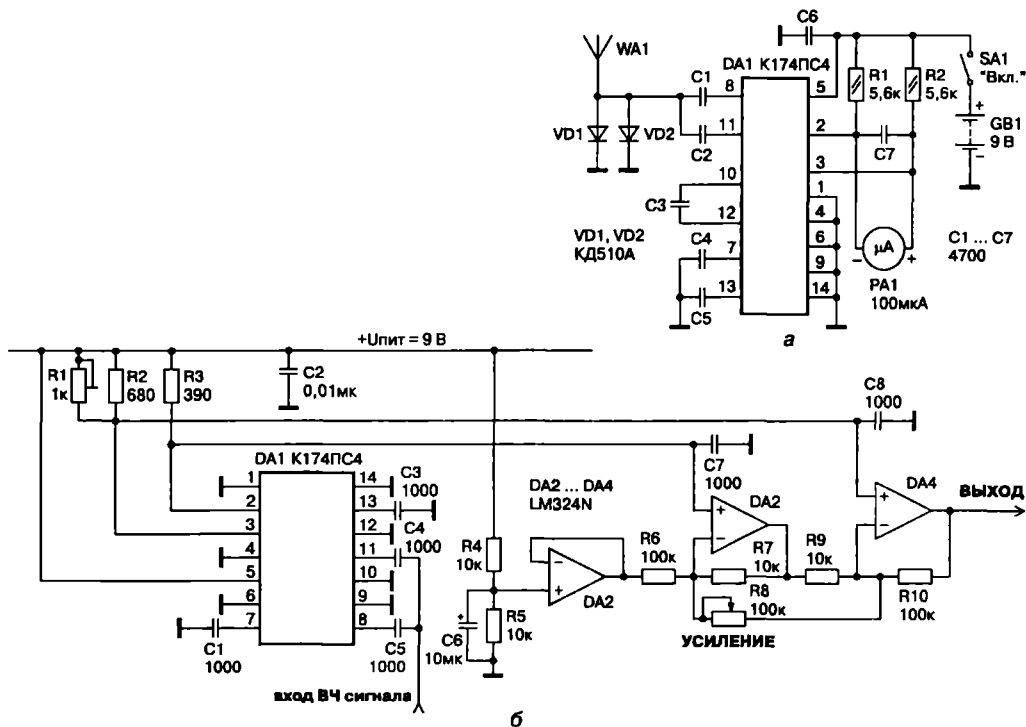 WA1
C6
DA1 К174ПС4
SA1
"Вкл."
R1
5,6к
R2
5,6к
C1
8
5
+
GB1
9 В
−
VD1
VD2
11
2
C2
C7
10
3
C3
1
12
4
VD1, VD2
КД510А
C4
7
6
μA
− +
C1 ... C7
4700
9
C5
13
14
PA1
100мкА
а
+Uпит = 9 В
R1
1к
R2
680
R3
390
C2
0,01мк
C8
1000
DA1 К174ПС4
C3
1000
C7
1000
DA2 ... DA4
LM324N
DA2
DA4
ВЫХОД
1
14
2
13
3
12
C4
1000
4
11
5
10
6
9
7
8
C1
1000
C5
1000
R4
10к
R5
10к
+
C6
10мк
−
+
DA2
R6
100к
+
−
R7
10к
R8
100к
УСИЛЕНИЕ
R9
10к
+
−
R10
100к
вход ВЧ сигнала
б